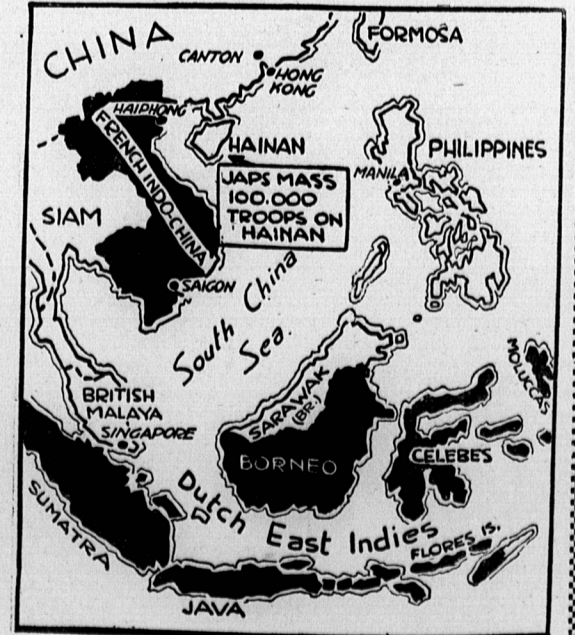 CHINA
FORMOSA
CANTON
HONG
KONG
HAIPHONG
FRENCH INDO-CHINA
HAINAN
PHILIPPINES
MANILA
JAPS MASS
100.000
TROOPS ON
HAINAN
SIAM
SAIGON
South China
Sea.
BRITISH
MALAYA
SINGAPORE
SARAWAK
(BR.)
BORNEO
MOLUCCAS
CELEBES
SUMATRA
Dutch East Indies
FLORES IS.
JAVA